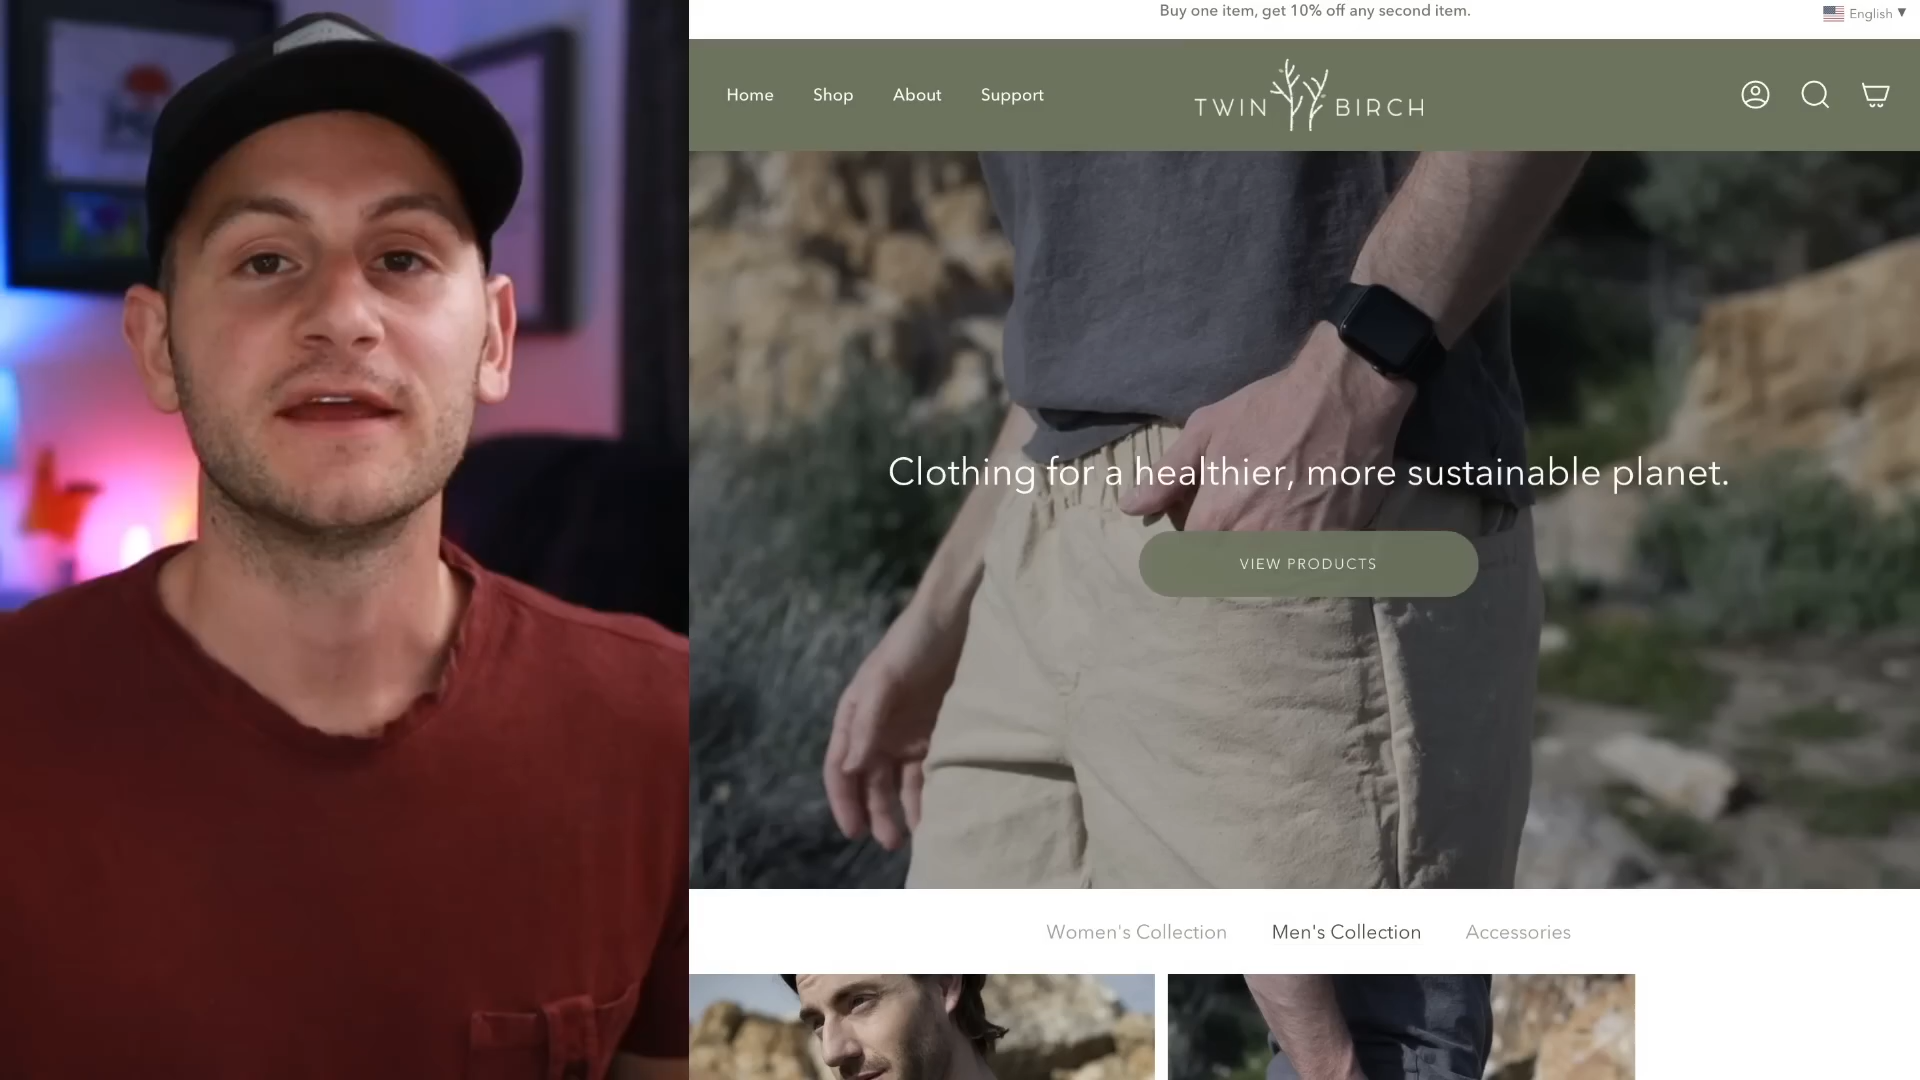 Buy one item, get 10% off any second item.
English ▼
Home Shop About Support
TWIN BIRCH
Clothing for a healthier, more sustainable planet.
VIEW PRODUCTS
Women's Collection Men's Collection Accessories